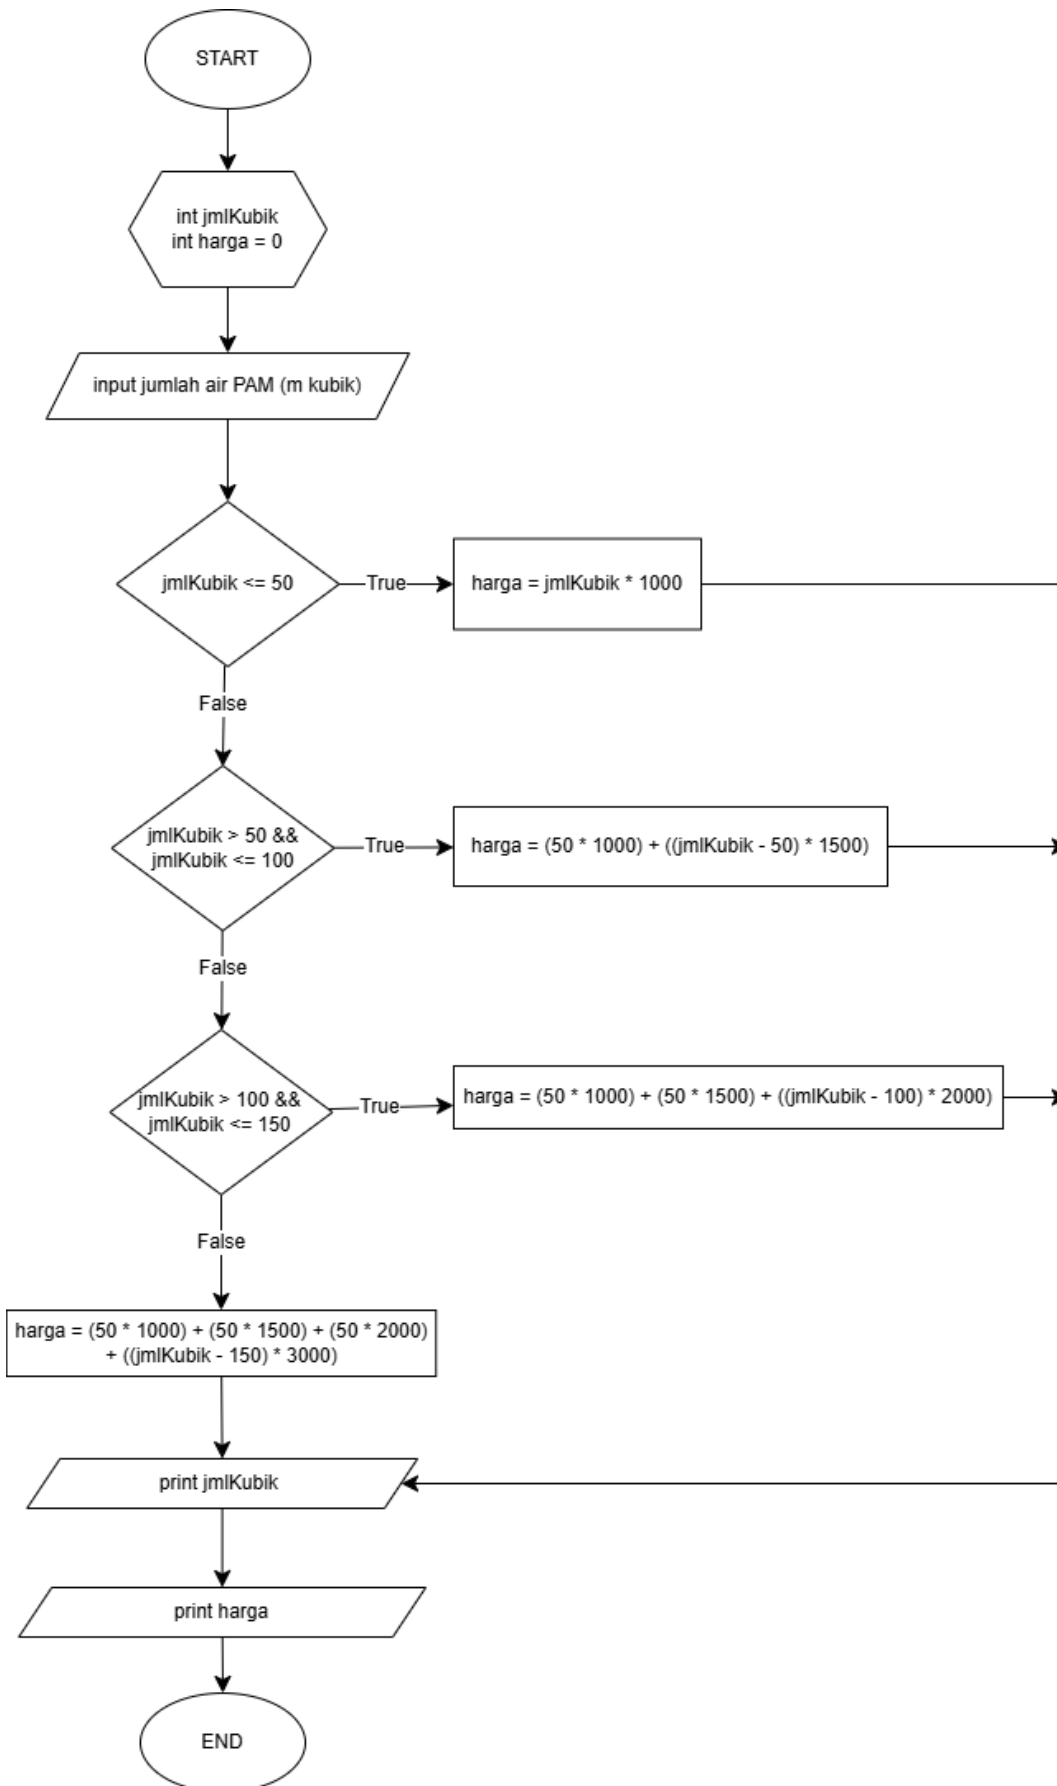 START
int jmlKubik
int harga = 0
input jumlah air PAM (m kubik)
jmlKubik <= 50
True
harga = jmlKubik * 1000
False
jmlKubik > 50 &&
jmlKubik <= 100
True
harga = (50 * 1000) + ((jmlKubik - 50) * 1500)
False
jmlKubik > 100 &&
jmlKubik <= 150
True
harga = (50 * 1000) + (50 * 1500) + ((jmlKubik - 100) * 2000)
False
harga = (50 * 1000) + (50 * 1500) + (50 * 2000)
+ ((jmlKubik - 150) * 3000)
print jmlKubik
print harga
END